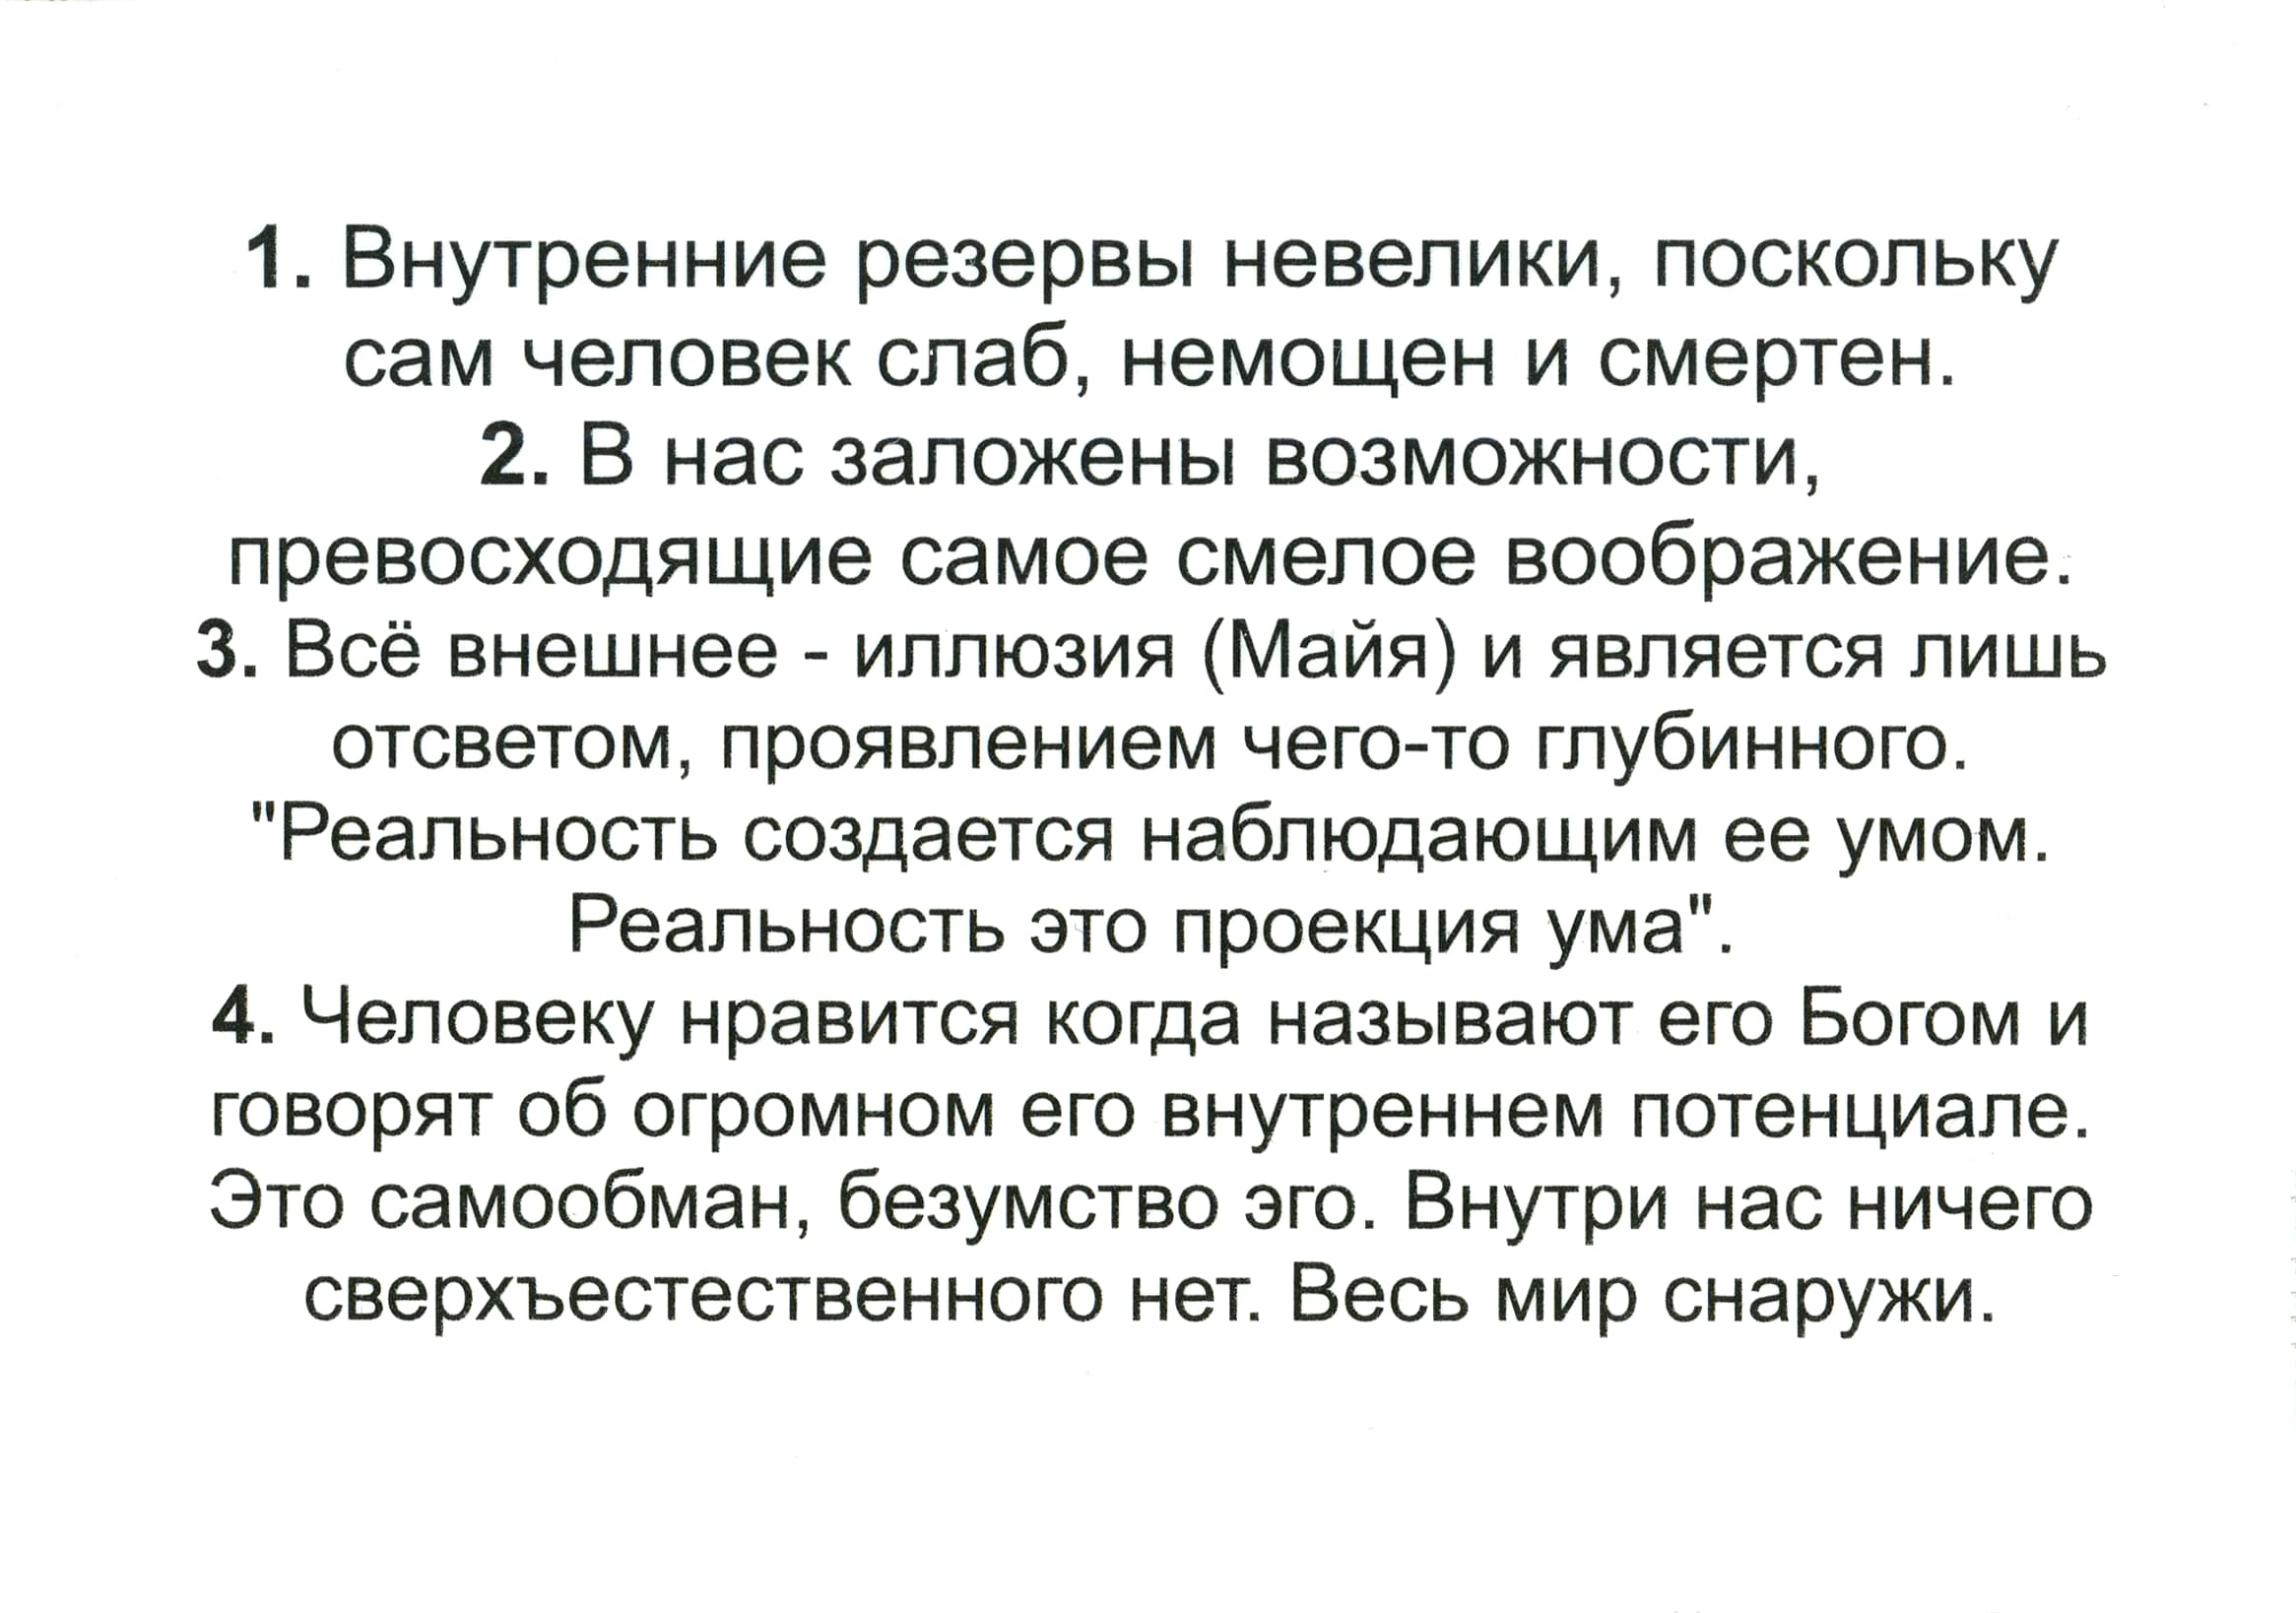 1. Внутренние резервы невелики, поскольку
сам человек слаб, немощен и смертен.
2. В нас заложены возможности,
превосходящие самое смелое воображение.
3. Всё внешнее - иллюзия (Майя) и является лишь
отсветом, проявлением чего-то глубинного.
"Реальность создается наблюдающим ее умом.
Реальность это проекция ума".
4. Человеку нравится когда называют его Богом и
говорят об огромном его внутреннем потенциале.
Это самообман, безумство эго. Внутри нас ничего
сверхъестественного нет. Весь мир снаружи.